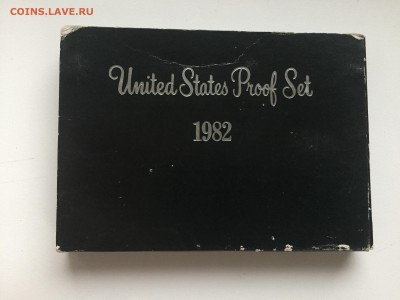 COINS.LAVE.RU
United States Proof Set
1982